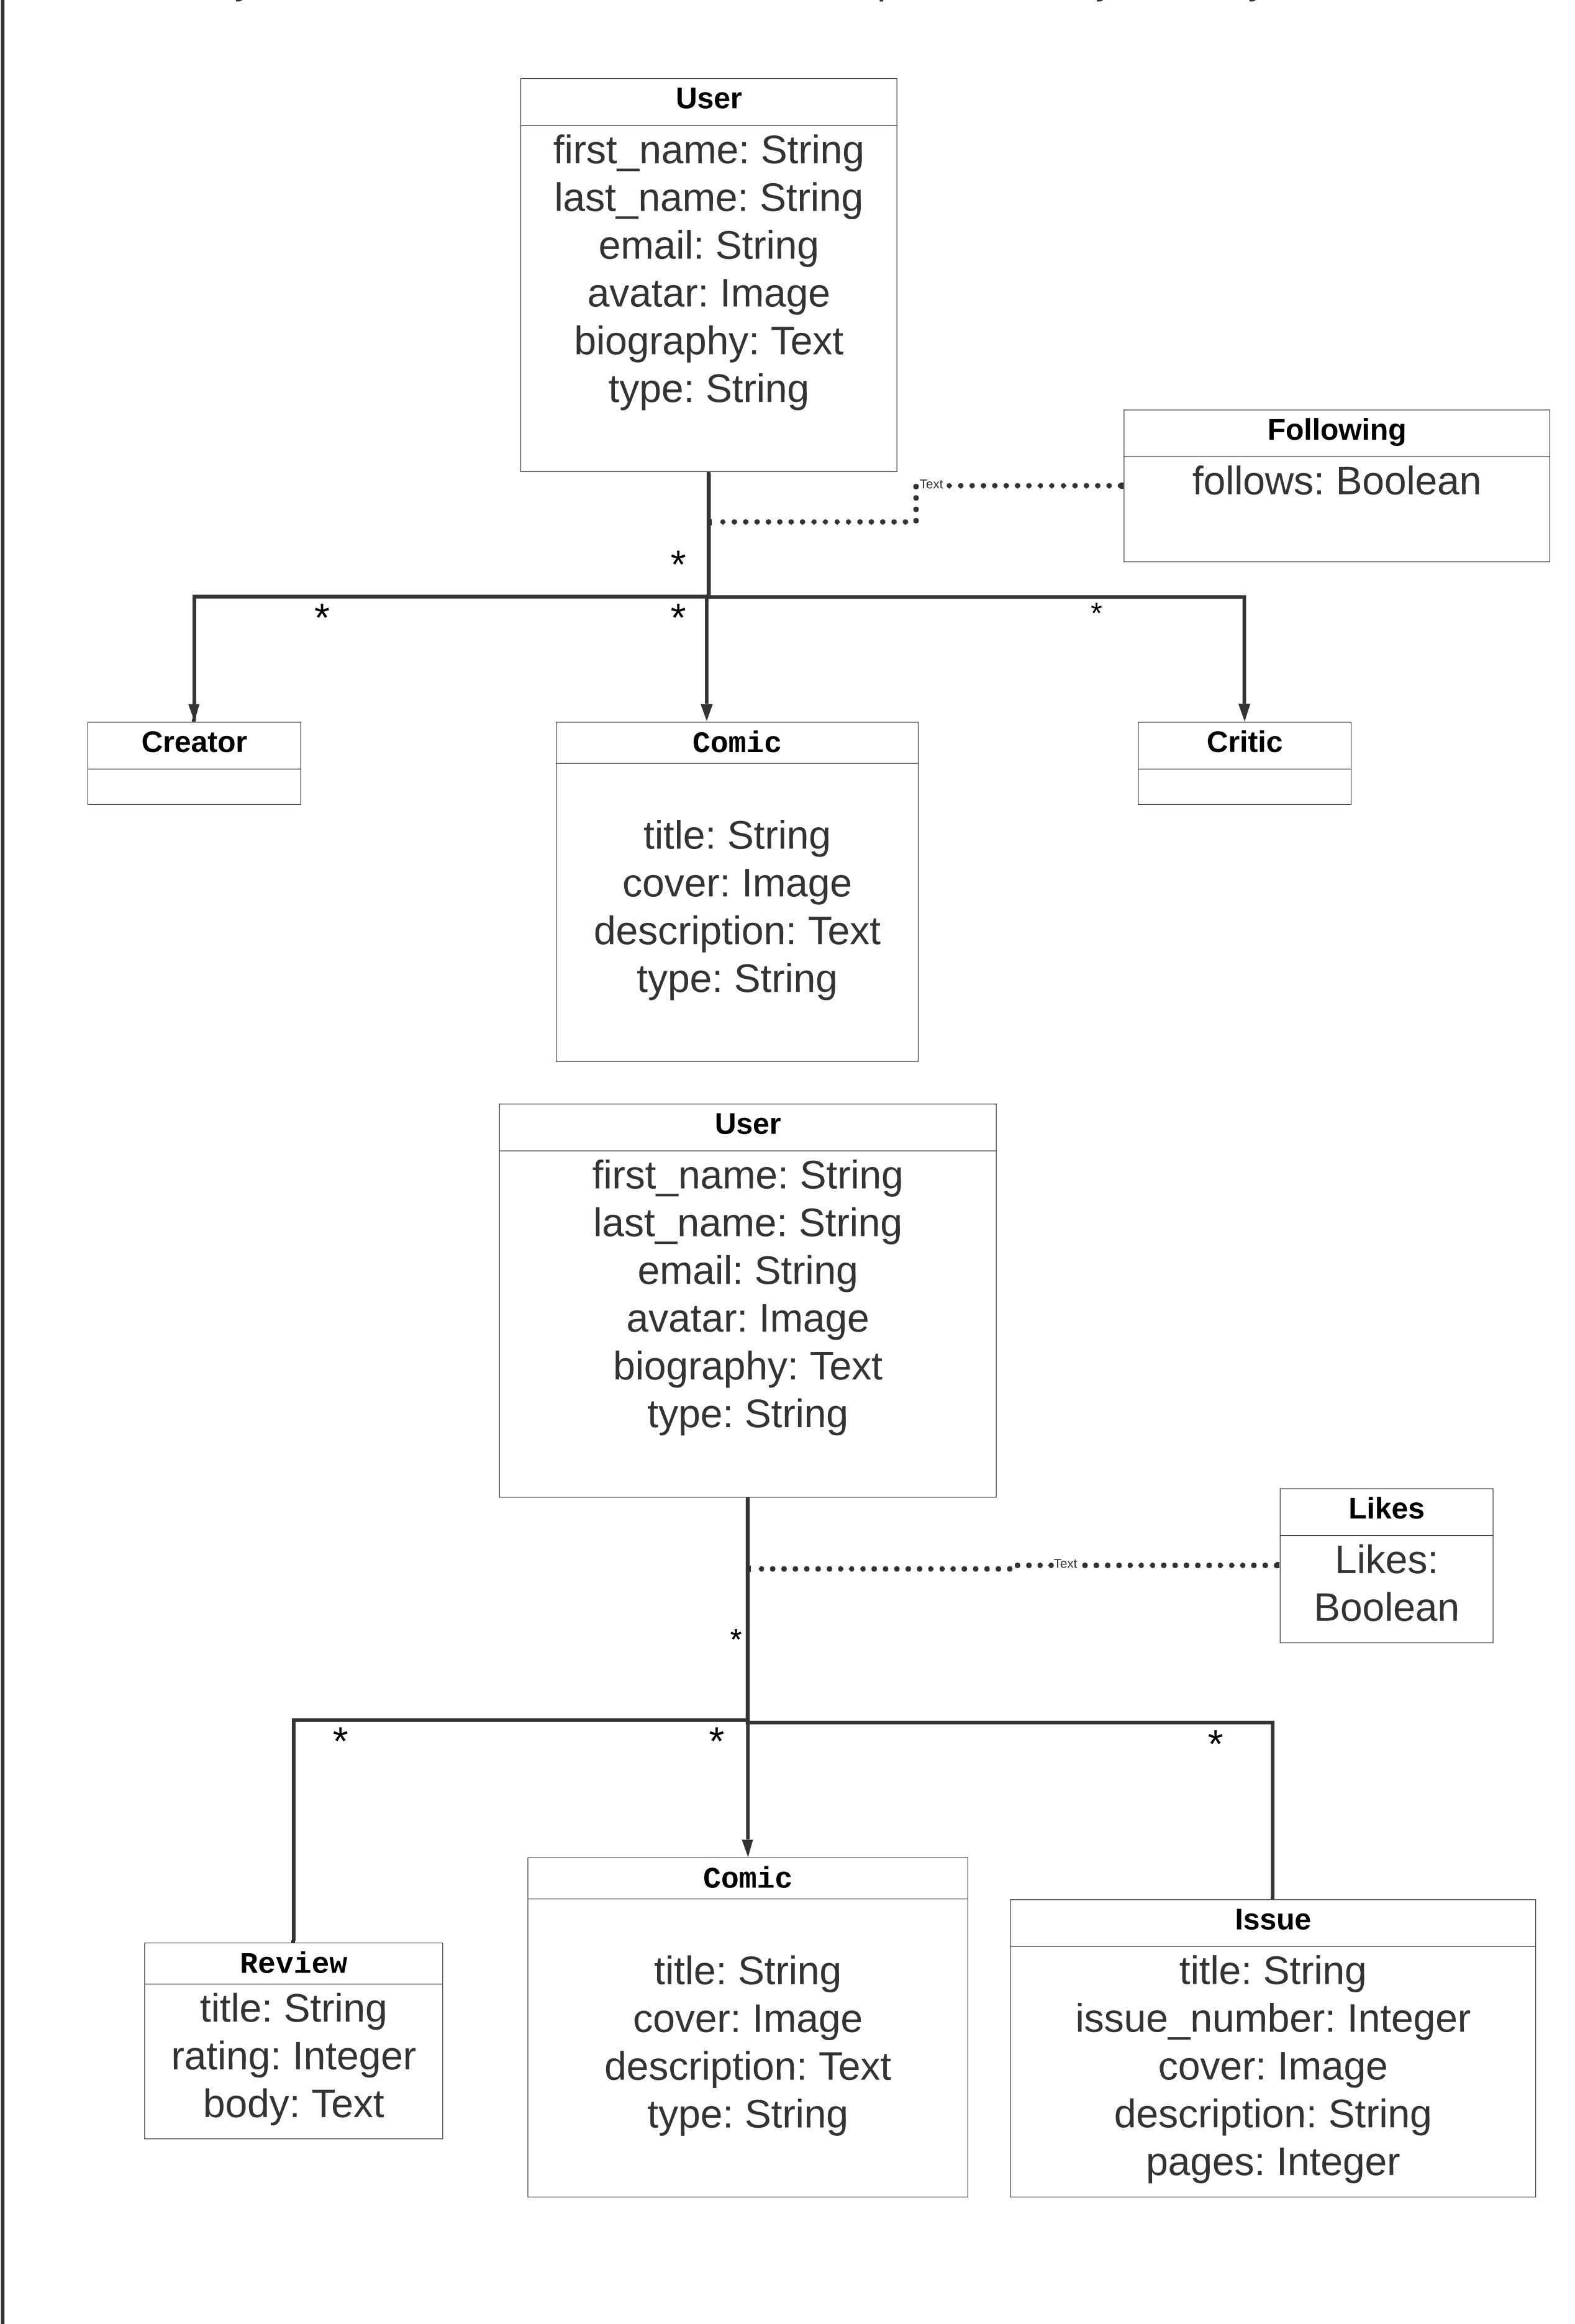 User
first_name: String
last_name: String
email: String
avatar: Image
biography: Text
type: String
Following
follows: Boolean
Text
*
*
*
*
Creator
Comic
Critic
title: String
cover: Image
description: Text
type: String
User
first_name: String
last_name: String
email: String
avatar: Image
biography: Text
type: String
Likes
Likes:
Boolean
Text
*
*
*
*
Review
title: String
rating: Integer
body: Text
Comic
title: String
cover: Image
description: Text
type: String
Issue
title: String
issue_number: Integer
cover: Image
description: String
pages: Integer